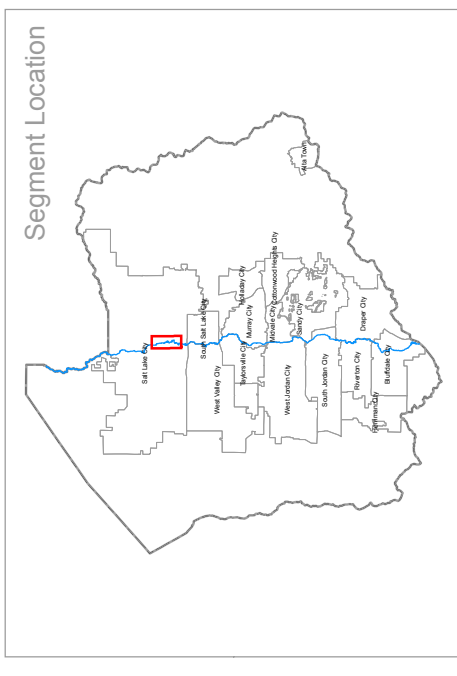 Segment Location
Salt Lake City
South Salt Lake City
West Valley City
Holladay City
Taylorsville City
Murray City
Cottonwood Heights City
Midvale City
Alta Town
West Jordan City
Sandy City
South Jordan City
Draper City
Riverton City
Bluffdale City
Herriman City